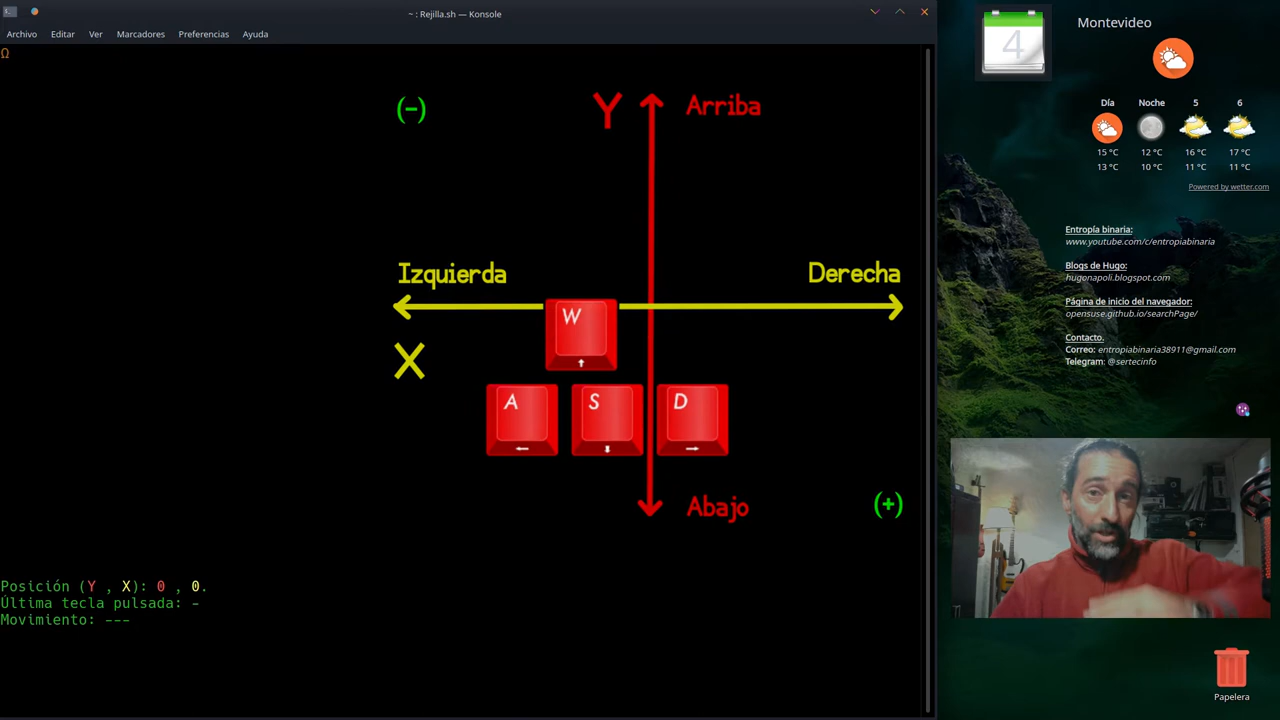 ~ : Rejilla.sh — Konsole
Archivo Editar Ver Marcadores Preferencias Ayuda
Ω
(-)
Y
Arriba
Izquierda
Derecha
X
W
A
S
D
Abajo
(+)
Posición (Y , X): 0 , 0.
Última tecla pulsada: -
Movimiento: ---
4
Montevideo
Día Noche 5 6
15 °C 12 °C 16 °C 17 °C
13 °C 10 °C 11 °C 11 °C
Powered by wetter.com
Entropía binaria:
www.youtube.com/c/entropiabinaria
Blogs de Hugo:
hugonapoli.blogspot.com
Página de inicio del navegador:
opensuse.github.io/searchPage/
Contacto.
Correo: entropiabinaria38911@gmail.com
Telegram: @sertecinfo
Papelera